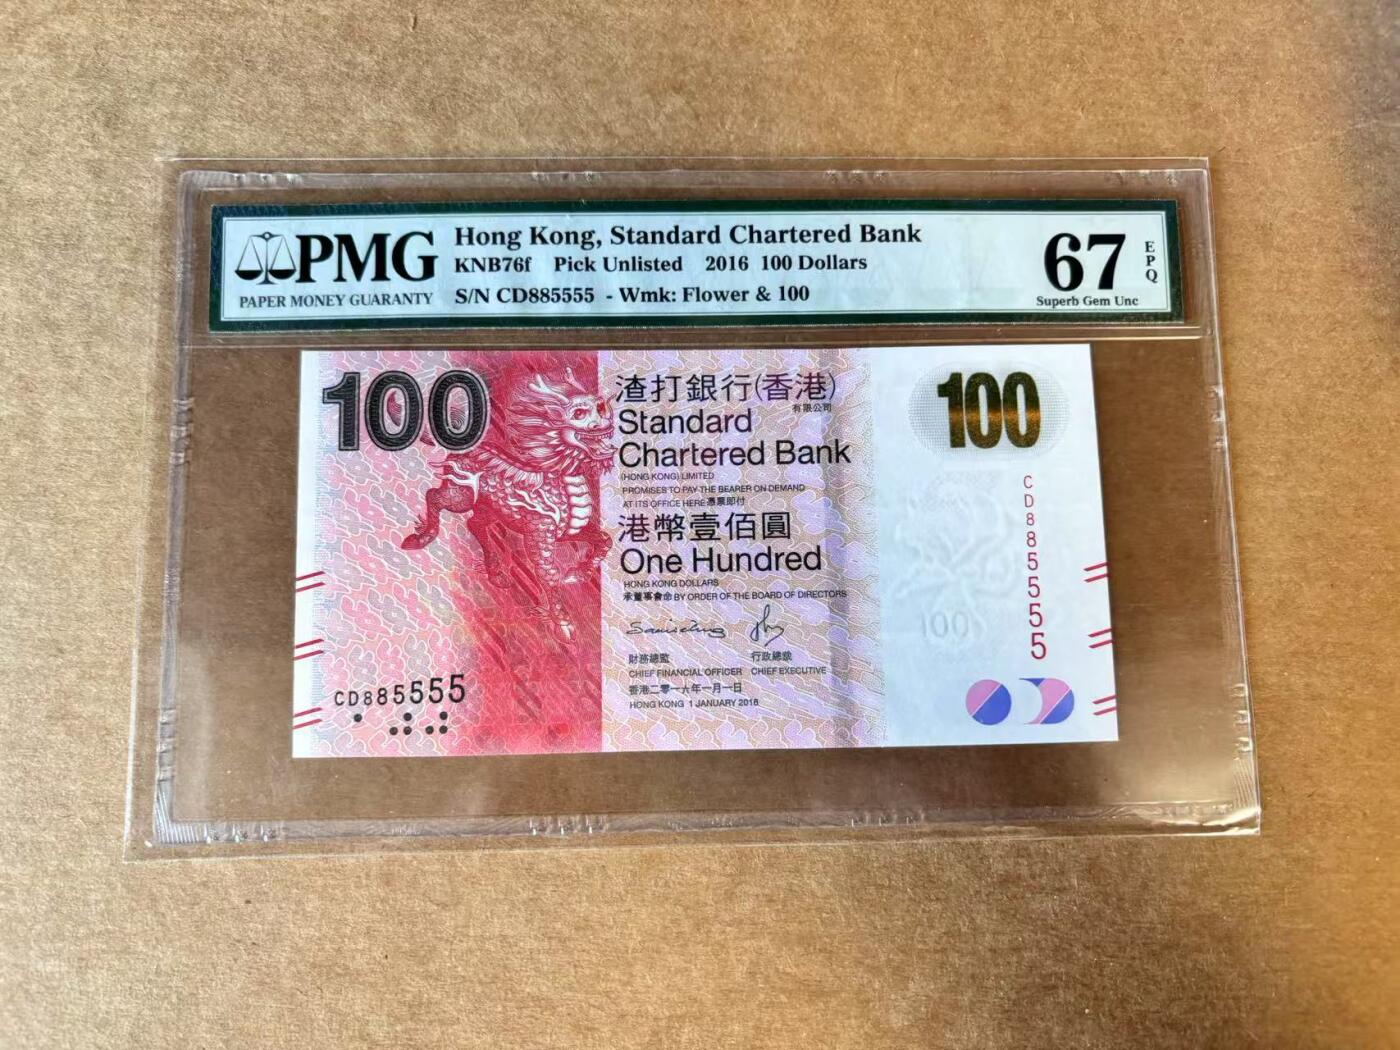 PMG
PAPER MONEY GUARANTY
Hong Kong, Standard Chartered Bank
KNB76f Pick Unlisted 2016 100 Dollars
S/N CD885555 - Wmk: Flower & 100
67
EPQ
Superb Gem Unc
100
渣打銀行(香港)
有限公司
Standard
Chartered Bank
(HONG KONG) LIMITED
PROMISES TO PAY THE BEARER ON DEMAND
AT ITS OFFICE HERE 憑票即付
港幣壹佰圓
One Hundred
HONG KONG DOLLARS
承董事會命 BY ORDER OF THE BOARD OF DIRECTORS
財務總監 行政總裁
CHIEF FINANCIAL OFFICER CHIEF EXECUTIVE
香港二零一六年一月一日
HONG KONG 1 JANUARY 2016
CD885555
100
CD885555
100